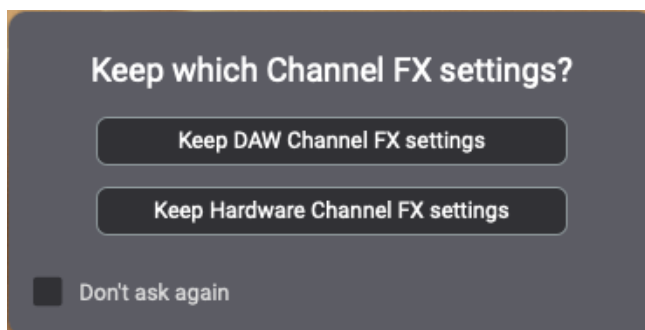 Keep which Channel FX settings?
Keep DAW Channel FX settings
Keep Hardware Channel FX settings
Don't ask again